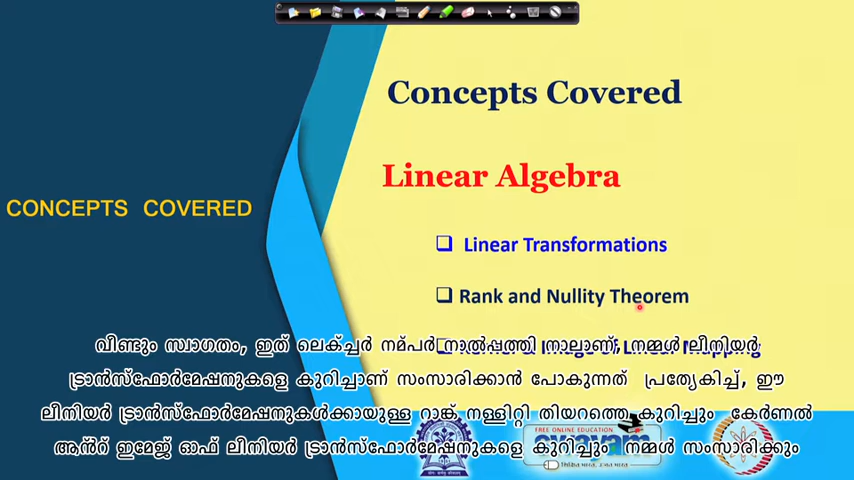 Concepts Covered
Linear Algebra
CONCEPTS COVERED
Linear Transformations
Rank and Nullity Theorem
വീണ്ടും സ്വാഗതം, ഇത് ലെക്ചർ നമ്പർ നാൽപ്പത്തി നാലാണ്, നമ്മൾ ലീനിയർ
ട്രാൻസ്ഫോർമേഷനുകളെ കുറിച്ചാണ് സംസാരിക്കാൻ പോകുന്നത് പ്രത്യേകിച്ച്, ഈ
ലീനിയർ ട്രാൻസ്ഫോർമേഷനുകൾക്കായുള്ള റാങ്ക് നള്ളിറ്റി തിയറത്തെ കുറിച്ചും കേർണൽ
ആൻ്റ് ഇമേജ് ഓഫ് ലീനിയർ ട്രാൻസ്ഫോർമേഷനുകളെ കുറിച്ചും നമ്മൾ സംസാരിക്കും
FREE ONLINE EDUCATION
swayam